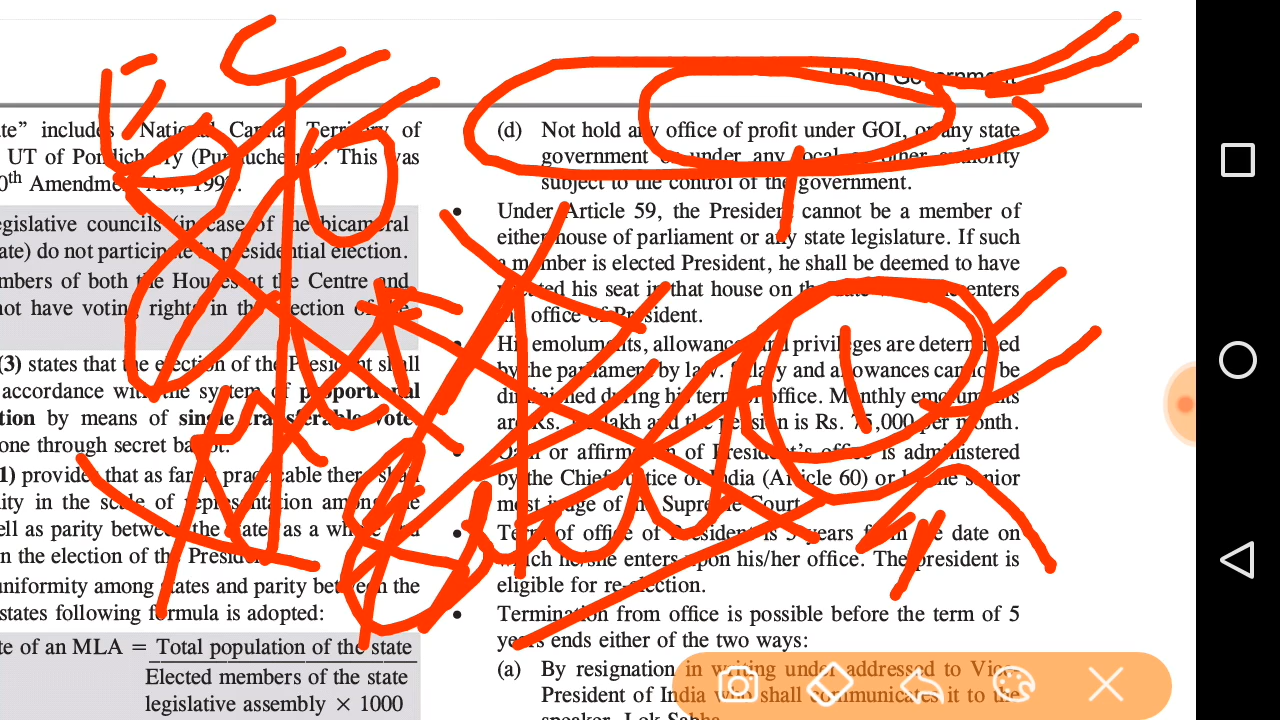 Union Government
ate” includes National Capital Territory of
UT of Pondicherry (Puducherry). This was
0th Amendment Act, 199.
egislative councils (in case of the bicameral
ate) do not participate in presidential election.
mbers of both the Houses at the Centre and
not have voting rights in the election of the
(3) states that the election of the President shall
accordance with the system of proportional
tion by means of single transferable vote
one through secret ballot.
1) provides that as far as practicable there shall
ity in the scale of representation among the
ell as parity between the states as a whole and
n the election of the President.
uniformity among states and parity between the
states following formula is adopted:
te of an MLA = Total population of the state
Elected members of the state
legislative assembly × 1000
(d) Not hold any office of profit under GOI, or any state
government or under any local or other authority
subject to the control of the government.
• Under Article 59, the President cannot be a member of
either house of parliament or any state legislature. If such
a member is elected President, he shall be deemed to have
vacated his seat in that house on the date which he enters
the office of President.
• His emoluments, allowances and privileges are determined
by the parliament by law. Salary and allowances cannot be
diminished during his term of office. Monthly emoluments
are Rs. lakh and the pension is Rs. 75,000 per month.
• Oath or affirmation of President’s office is administered
by the Chief Justice of India (Article 60) or by the senior
most judge of the Supreme Court.
• Term of office of President is 5 years from the date on
which he/she enters upon his/her office. The president is
eligible for re-election.
• Termination from office is possible before the term of 5
years ends either of the two ways:
(a) By resignation in writing under addressed to Vice-
President of India who shall communicates it to the
speaker, Lok Sabha.